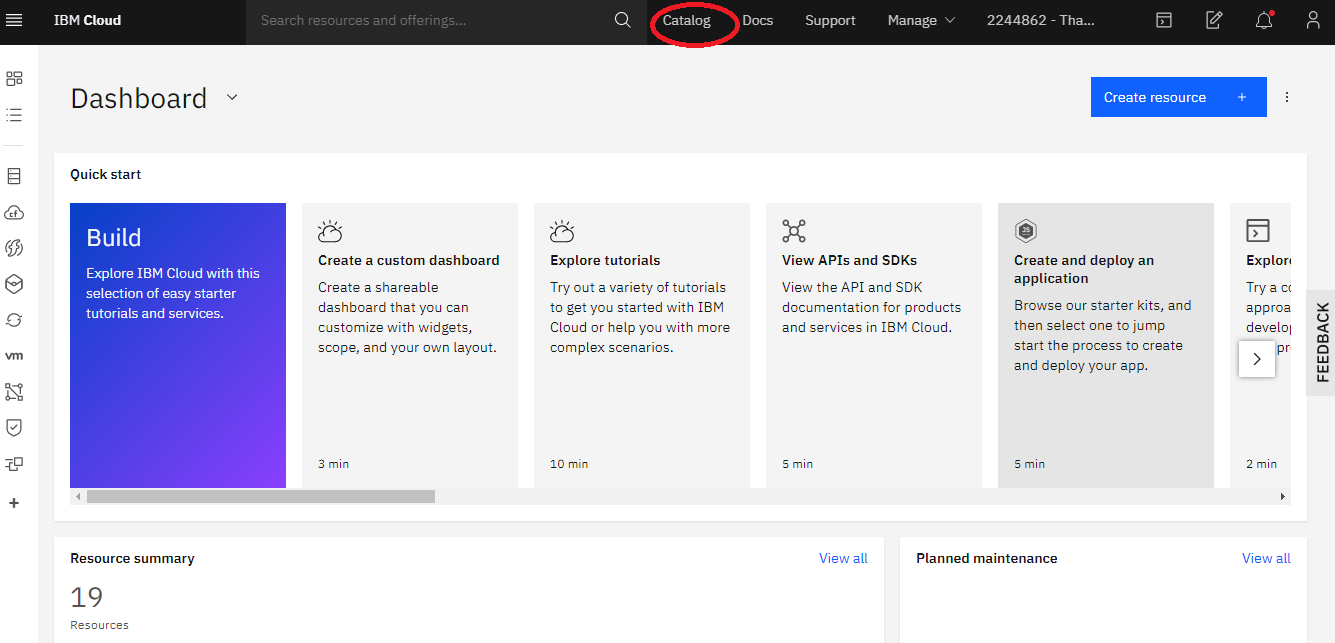 IBM Cloud
Search resources and offerings...
Catalog
Docs
Support
Manage
2244862 - Tha...
Dashboard
Create resource +
Quick start
Build
Explore IBM Cloud with this
selection of easy starter
tutorials and services.
Create a custom dashboard
Create a shareable
dashboard that you can
customize with widgets,
scope, and your own layout.
3 min
Explore tutorials
Try out a variety of tutorials
to get you started with IBM
Cloud or help you with more
complex scenarios.
10 min
View APIs and SDKs
View the API and SDK
documentation for products
and services in IBM Cloud.
5 min
JS
Create and deploy an
application
Browse our starter kits, and
then select one to jump
start the process to create
and deploy your app.
5 min
Explore
Try a co
approa
develop
pr
2 min
FEEDBACK
cf
vm
+
Resource summary
View all
19
Resources
Planned maintenance
View all